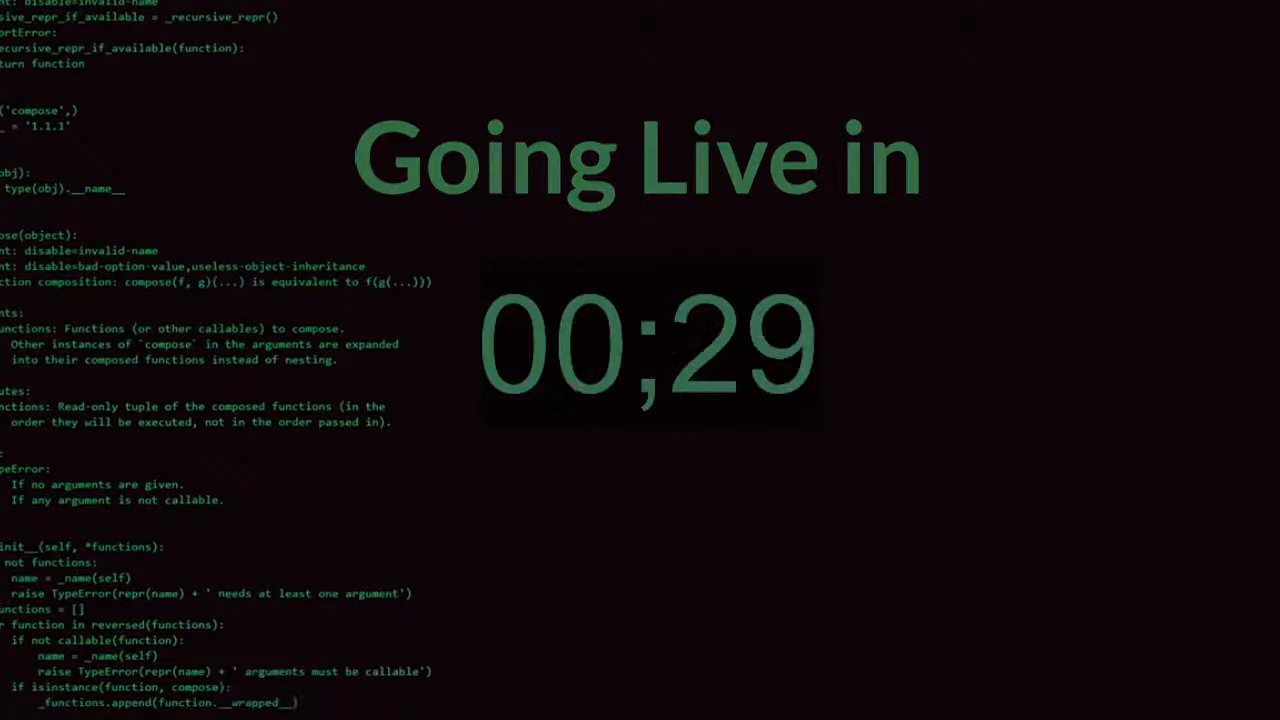 nt: disable=invalid-name
sive_repr_if_available = _recursive_repr()
ortError:
ecursive_repr_if_available(function):
turn function
('compose',)
_ = '1.1.1'
obj):
type(obj).__name__
ose(object):
nt: disable=invalid-name
nt: disable=bad-option-value,useless-object-inheritance
ction composition: compose(f, g)(...) is equivalent to f(g(...)))
nts:
unctions: Functions (or other callables) to compose.
Other instances of `compose` in the arguments are expanded
into their composed functions instead of nesting.
utes:
nctions: Read-only tuple of the composed functions (in the
order they will be executed, not in the order passed in).
:
peError:
If no arguments are given.
If any argument is not callable.
init__(self, *functions):
not functions:
name = _name(self)
raise TypeError(repr(name) + ' needs at least one argument')
unctions = []
r function in reversed(functions):
if not callable(function):
name = _name(self)
raise TypeError(repr(name) + ' arguments must be callable')
if isinstance(function, compose):
_functions.append(function.__wrapped__)
Going Live in
00;29